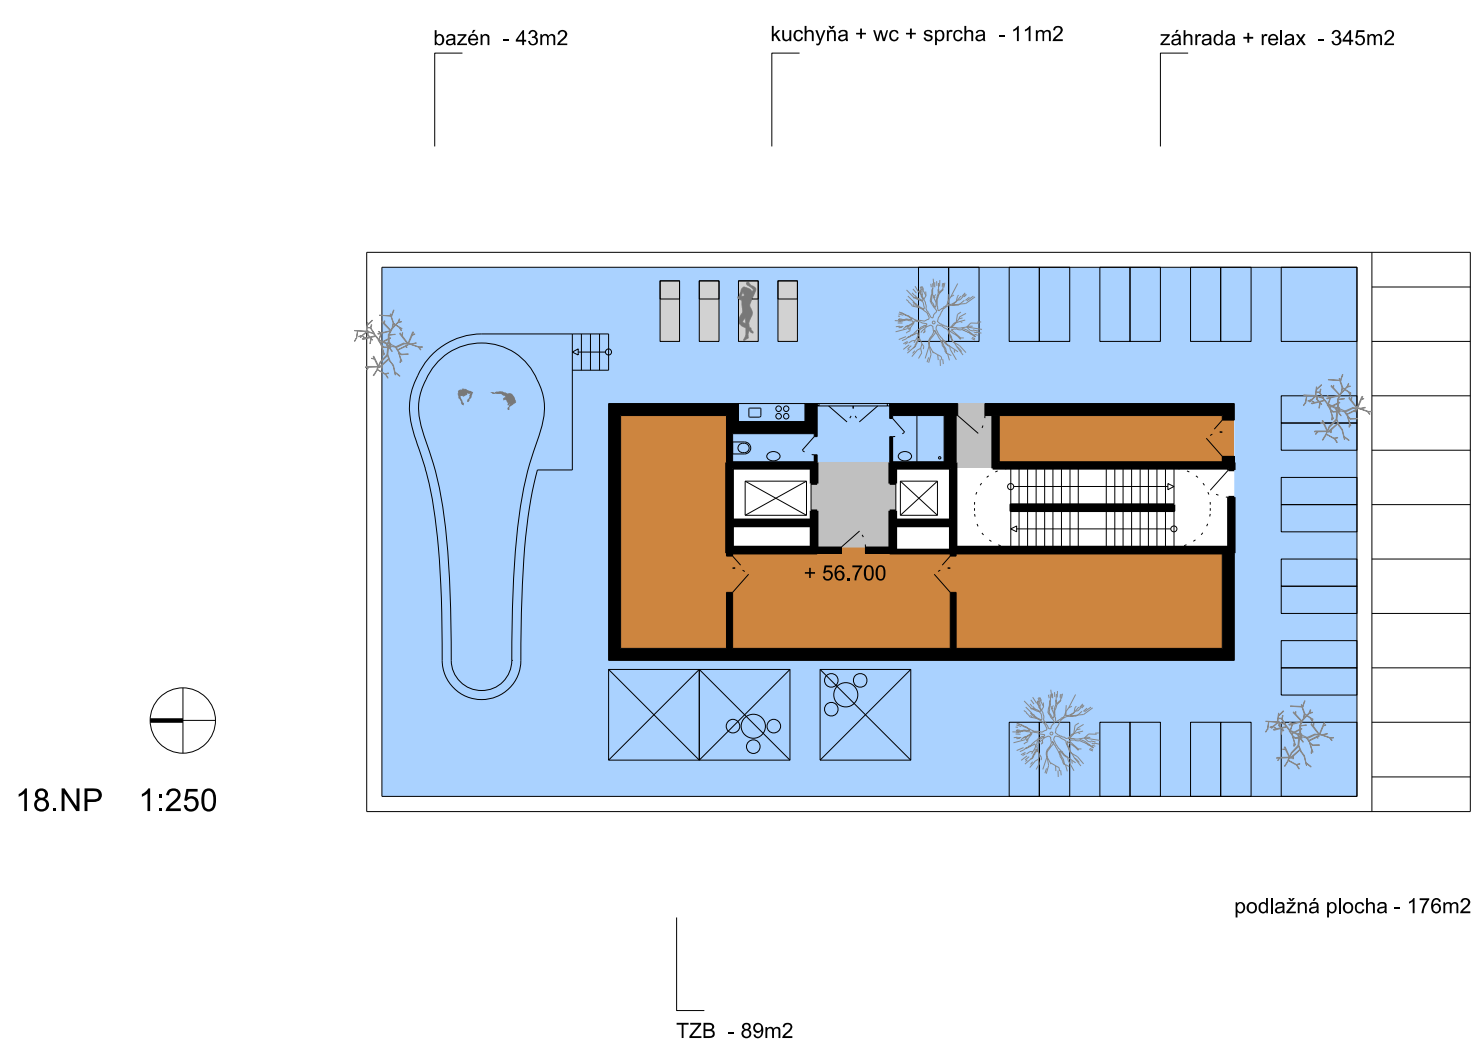 bazén - 43m2
kuchyňa + wc + sprcha - 11m2
záhrada + relax - 345m2
+ 56.700
18.NP 1:250
podlažná plocha - 176m2
TZB - 89m2